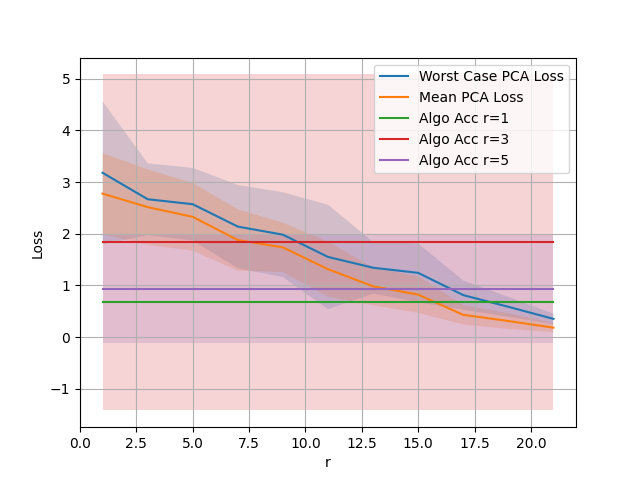 Worst Case PCA Loss
Mean PCA Loss
Algo Acc r=1
Algo Acc r=3
Algo Acc r=5
Loss
5
4
3
2
1
0
−1
0.0 2.5 5.0 7.5 10.0 12.5 15.0 17.5 20.0
r